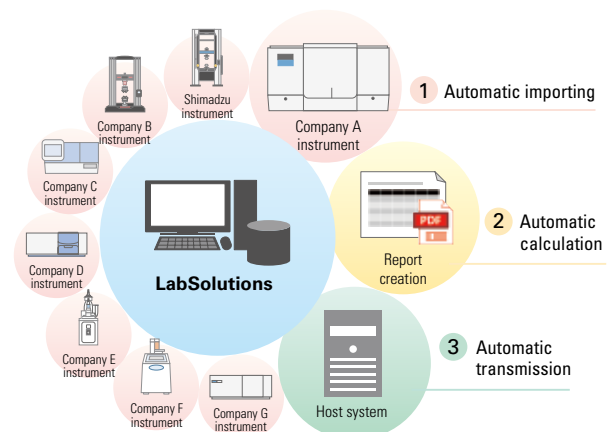 Shimadzu
instrument
Company B
instrument
Company A
instrument
1 Automatic importing
Company C
instrument
PDF
2 Automatic
calculation
Report
creation
Company D
instrument
LabSolutions
Company E
instrument
3 Automatic
transmission
Company F
instrument
Company G
instrument
Host system